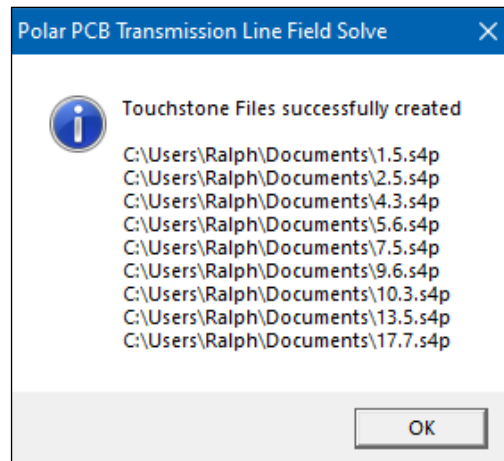 Polar PCB Transmission Line Field Solve
Touchstone Files successfully created
C:\Users\Ralph\Documents\1.5.s4p
C:\Users\Ralph\Documents\2.5.s4p
C:\Users\Ralph\Documents\4.3.s4p
C:\Users\Ralph\Documents\5.6.s4p
C:\Users\Ralph\Documents\7.5.s4p
C:\Users\Ralph\Documents\9.6.s4p
C:\Users\Ralph\Documents\10.3.s4p
C:\Users\Ralph\Documents\13.5.s4p
C:\Users\Ralph\Documents\17.7.s4p
OK